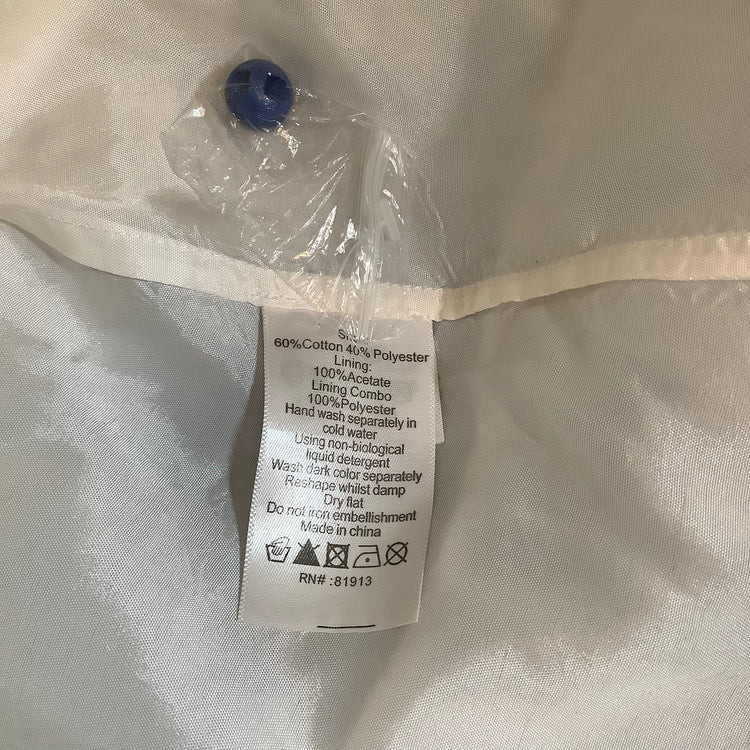 60%Cotton 40% Polyester
Lining:
100%Acetate
Lining Combo
100%Polyester
Hand wash separately in
cold water
Using non-biological
liquid detergent
Wash dark color separately
Reshape whilst damp
Dry flat
Do not iron embellishment
Made in china
RN# :81913